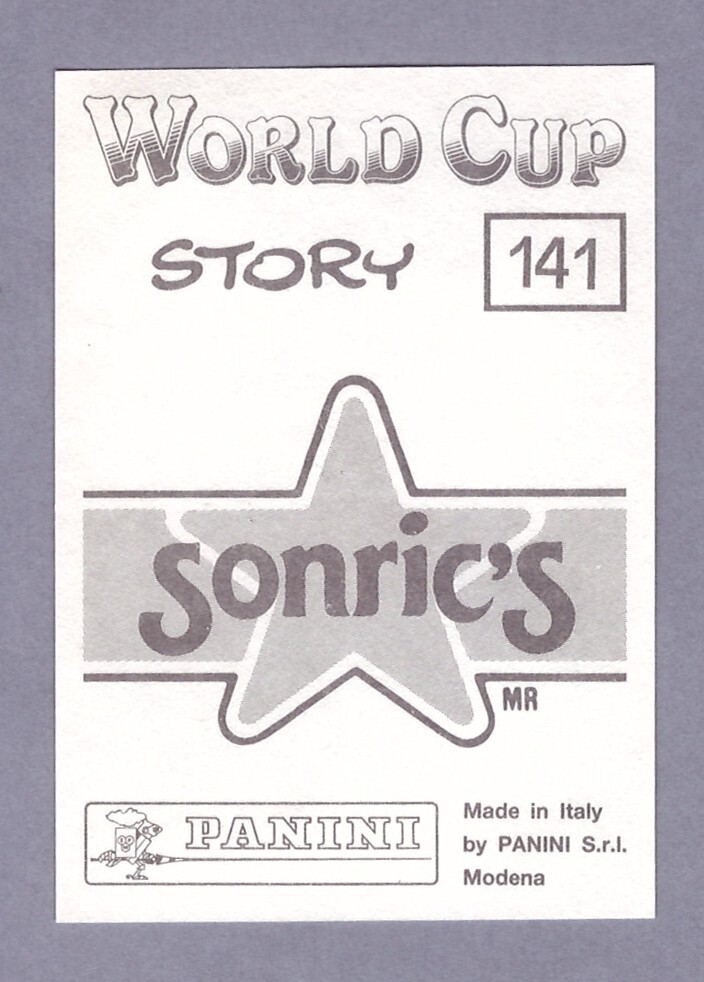 WORLD CUP
STORY
141
sonric's
MR
PANINI
Made in Italy
by PANINI S.r.l.
Modena